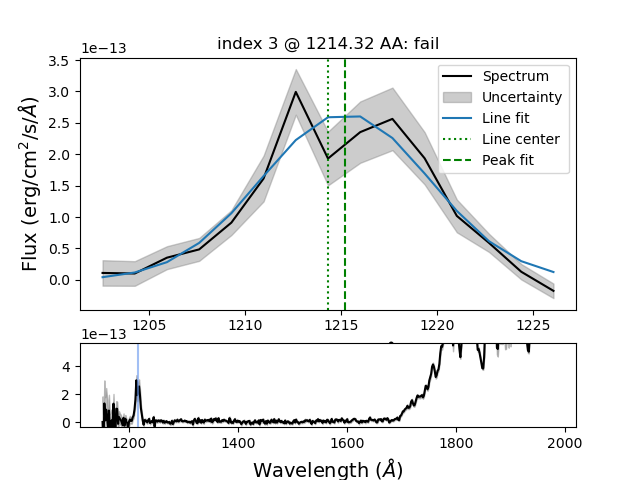 index 3 @ 1214.32 AA: fail
1e−13
3.5
3.0
2.5
2.0
1.5
1.0
0.5
0.0
Flux (erg/cm²/s/Å)
Spectrum
Uncertainty
Line fit
Line center
Peak fit
1205 1210 1215 1220 1225
1e−13
4
2
0
1200 1400 1600 1800 2000
Wavelength (Å)